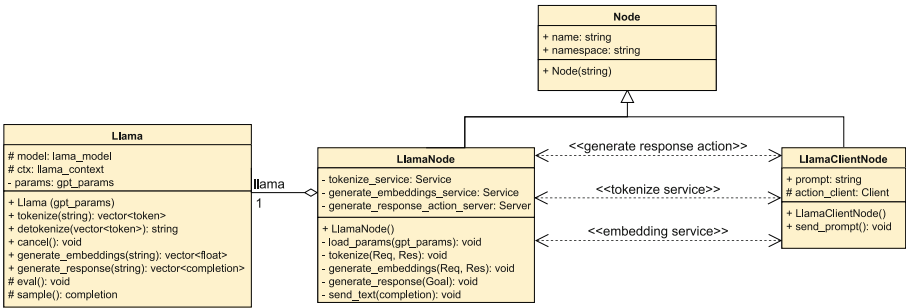 Node
+ name: string
+ namespace: string
+ Node(string)
Llama
# model: lama_model
# ctx: llama_context
- params: gpt_params
+ Llama (gpt_params)
+ tokenize(string): vector<token>
+ detokenize(vector<token>): string
+ cancel(): void
+ generate_embeddings(string): vector<float>
+ generate_response(string): vector<completion>
# eval(): void
# sample(): completion
llama
1
LlamaNode
- tokenize_service: Service
- generate_embeddings_service: Service
- generate_response_action_server: Server
+ LlamaNode()
- load_params(gpt_params): void
- tokenize(Req, Res): void
- generate_embeddings(Req, Res): void
- generate_response(Goal): void
- send_text(completion): void
<<generate response action>>
<<tokenize service>>
<<embedding service>>
LlamaClientNode
+ prompt: string
# action_client: Client
+ LlamaClientNode()
+ send_prompt(): void